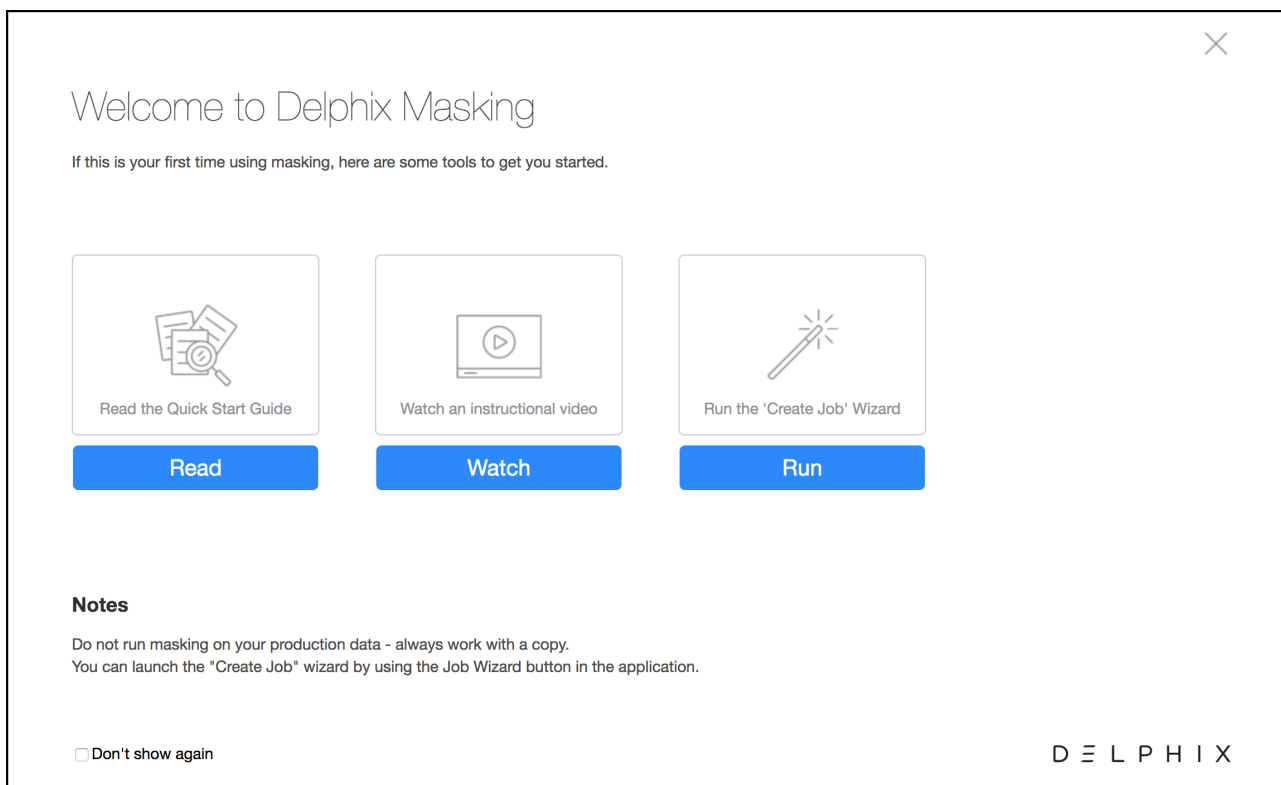 Welcome to Delphix Masking
If this is your first time using masking, here are some tools to get you started.
Read the Quick Start Guide
Watch an instructional video
Run the 'Create Job' Wizard
Read
Watch
Run
Notes
Do not run masking on your production data - always work with a copy.
You can launch the "Create Job" wizard by using the Job Wizard button in the application.
Don't show again
DELPHIX